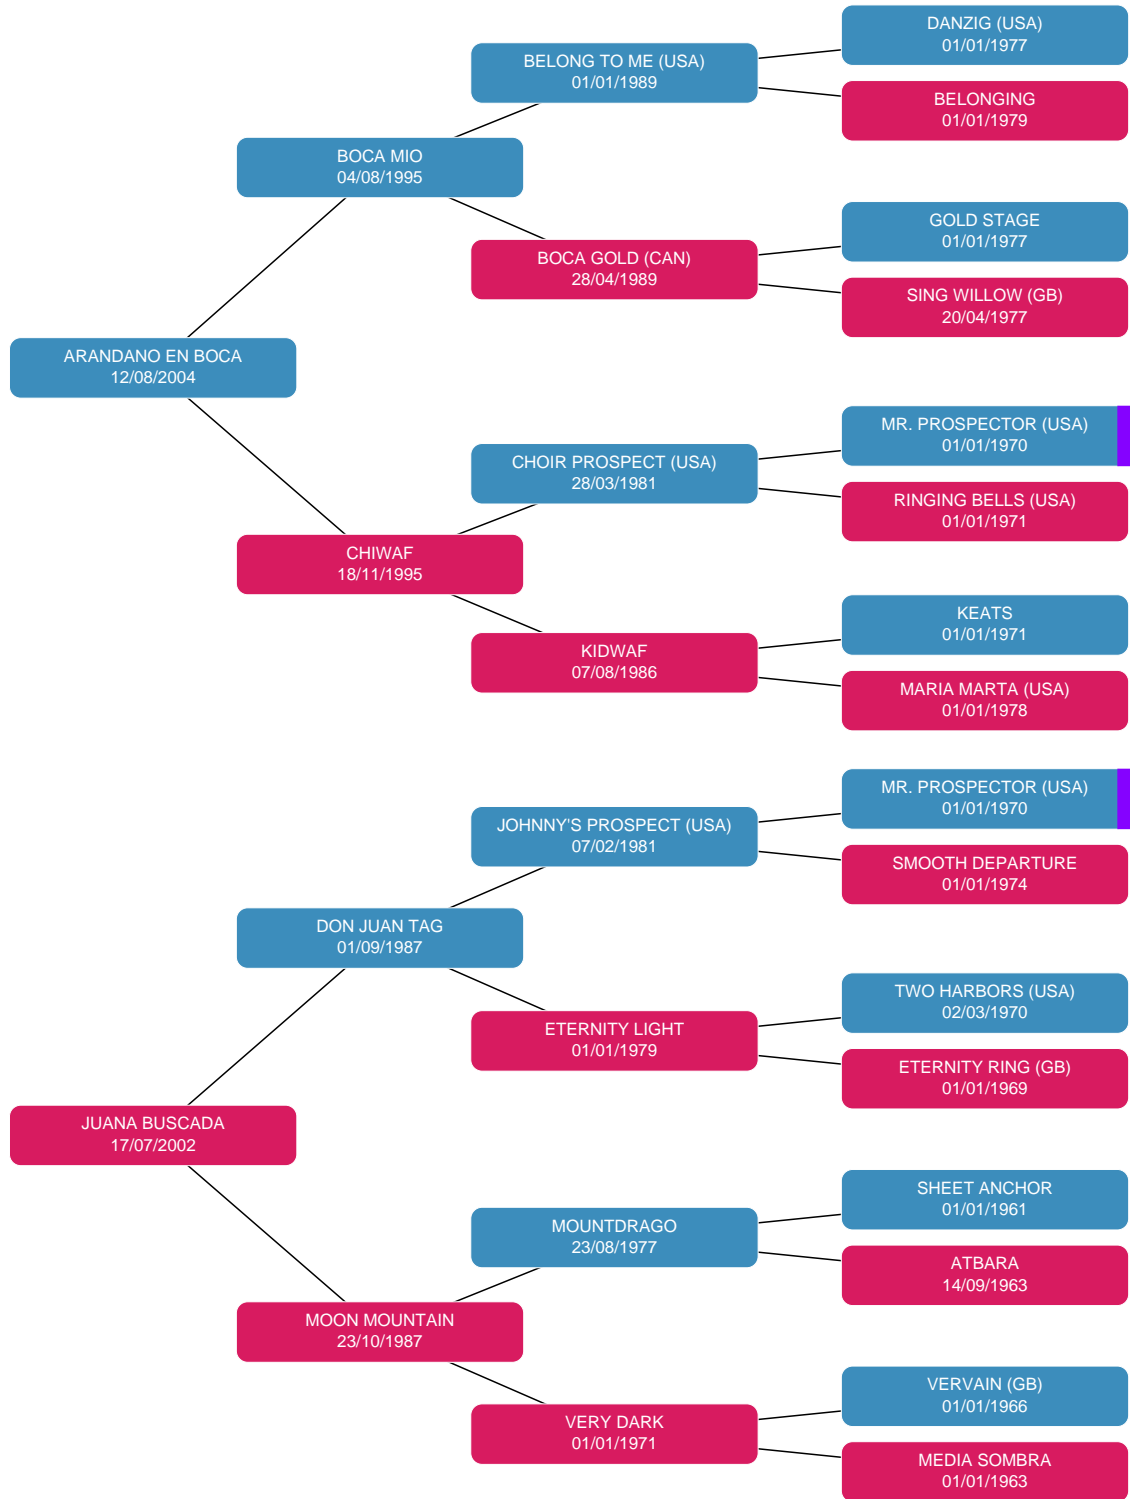 DANZIG (USA)
01/01/1977
BELONG TO ME (USA)
01/01/1989
BELONGING
01/01/1979
BOCA MIO
04/08/1995
GOLD STAGE
01/01/1977
BOCA GOLD (CAN)
28/04/1989
SING WILLOW (GB)
20/04/1977
ARANDANO EN BOCA
12/08/2004
MR. PROSPECTOR (USA)
01/01/1970
CHOIR PROSPECT (USA)
28/03/1981
RINGING BELLS (USA)
01/01/1971
CHIWAF
18/11/1995
KEATS
01/01/1971
KIDWAF
07/08/1986
MARIA MARTA (USA)
01/01/1978
MR. PROSPECTOR (USA)
01/01/1970
JOHNNY'S PROSPECT (USA)
07/02/1981
SMOOTH DEPARTURE
01/01/1974
DON JUAN TAG
01/09/1987
TWO HARBORS (USA)
02/03/1970
ETERNITY LIGHT
01/01/1979
ETERNITY RING (GB)
01/01/1969
JUANA BUSCADA
17/07/2002
SHEET ANCHOR
01/01/1961
MOUNTDRAGO
23/08/1977
ATBARA
14/09/1963
MOON MOUNTAIN
23/10/1987
VERVAIN (GB)
01/01/1966
VERY DARK
01/01/1971
MEDIA SOMBRA
01/01/1963